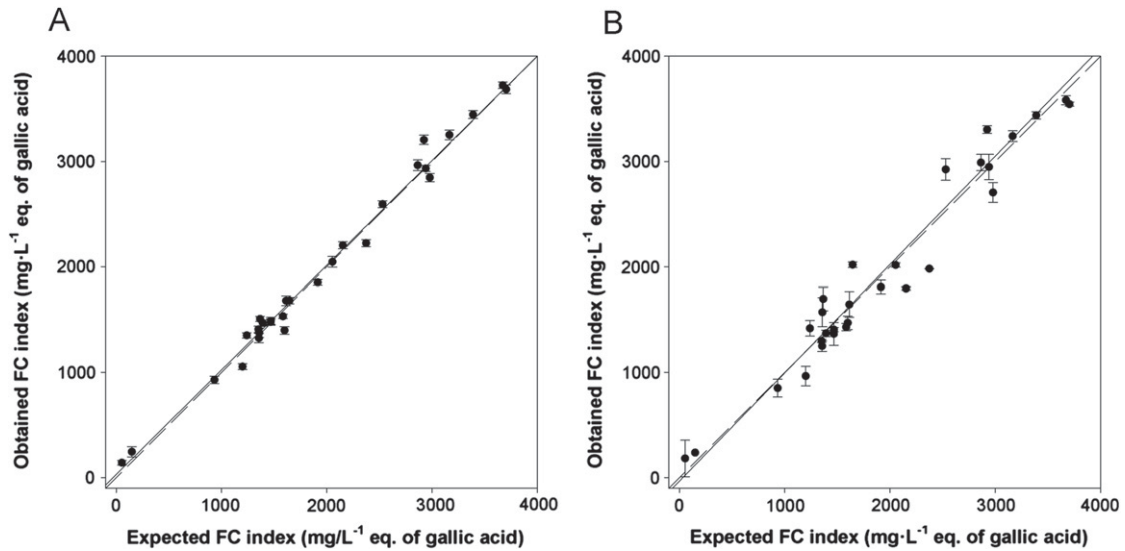 A
4000
3000
2000
1000
0
Obtained FC index (mg·L⁻¹ eq. of gallic acid)
0 1000 2000 3000 4000
Expected FC index (mg/L⁻¹ eq. of gallic acid)
B
4000
3000
2000
1000
0
Obtained FC index (mg·L⁻¹ eq. of gallic acid)
0 1000 2000 3000 4000
Expected FC index (mg·L⁻¹ eq. of gallic acid)